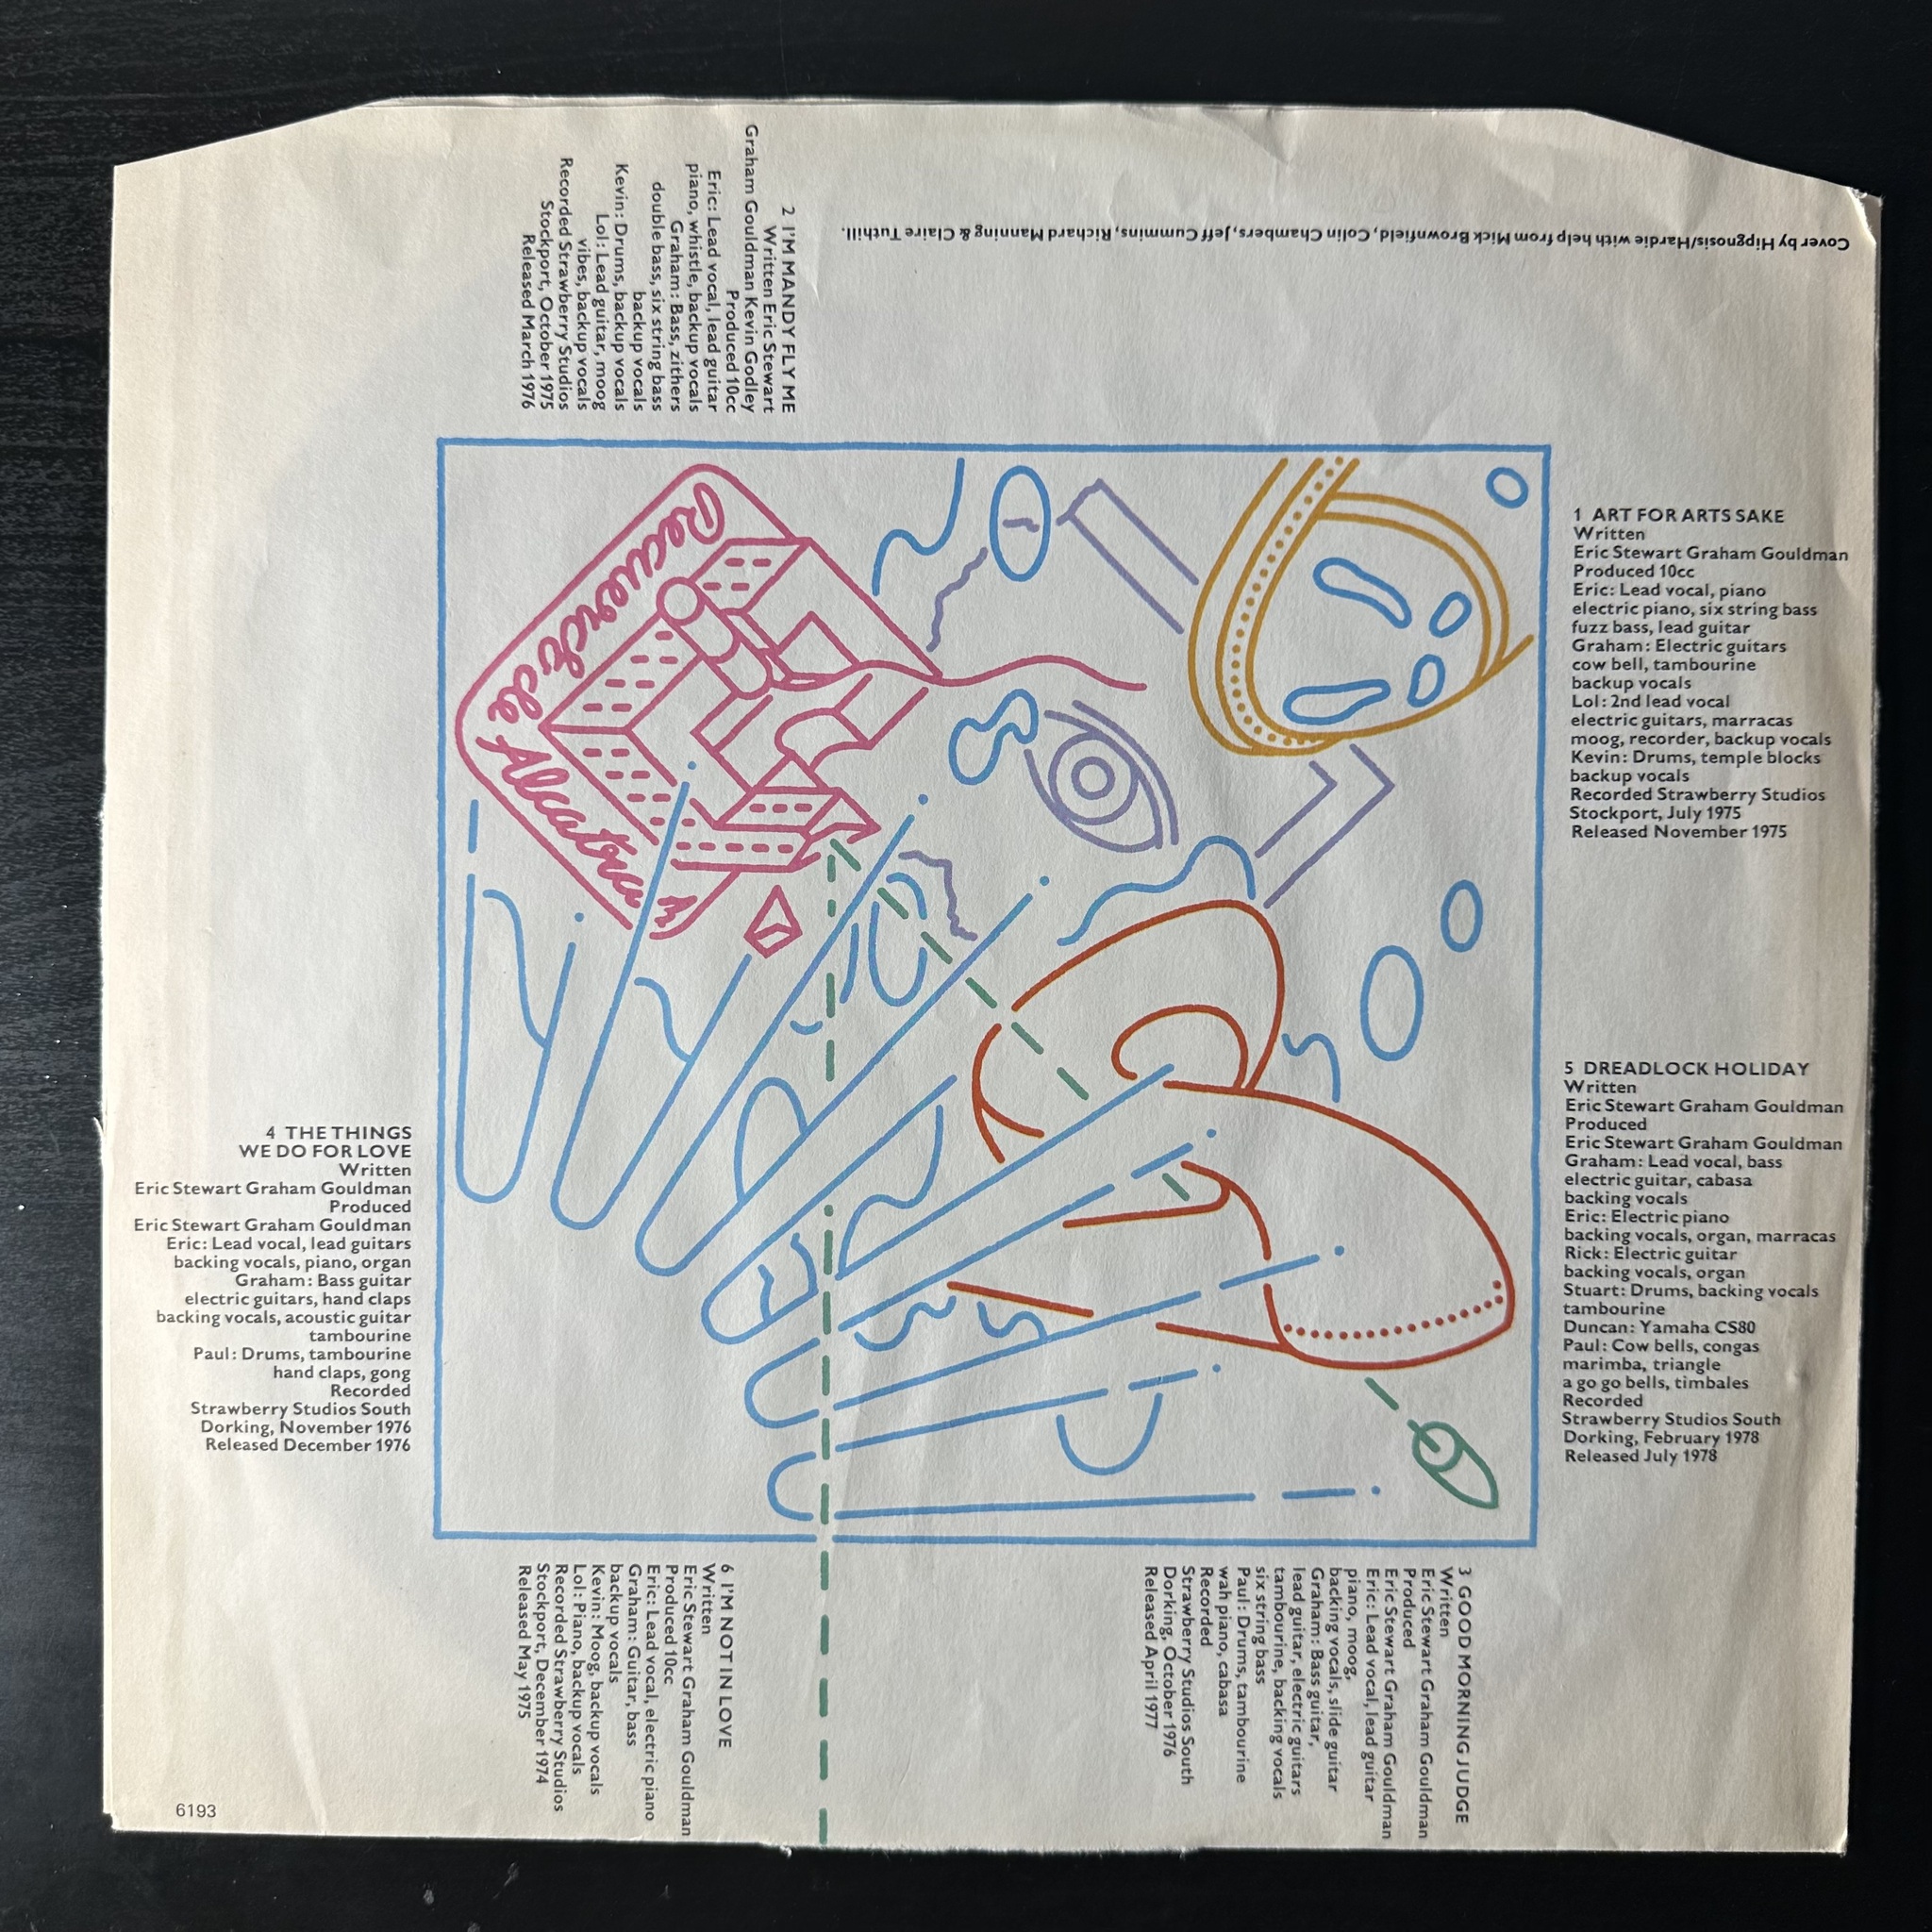 Cover by Hipgnosis/Hardie with help from Mick Brownfield, Colin Chambers, Jeff Cummins, Richard Manning & Claire Tuthill.
1 ART FOR ARTS SAKE
Written
Eric Stewart Graham Gouldman
Produced 10cc
Eric: Lead vocal, piano
electric piano, six string bass
fuzz bass, lead guitar
Graham: Electric guitars
cow bell, tambourine
backup vocals
Lol: 2nd lead vocal
electric guitars, marracas
moog, recorder, backup vocals
Kevin: Drums, temple blocks
backup vocals
Recorded Strawberry Studios
Stockport, July 1975
Released November 1975
2 I'M MANDY FLY ME
Written Eric Stewart
Graham Gouldman Kevin Godley
Produced 10cc
Eric: Lead vocal, lead guitar
piano, whistle, backup vocals
Graham: Bass, zithers
double bass, six string bass
backup vocals
Kevin: Drums, backup vocals
Lol: Lead guitar, moog
vibes, backup vocals
Recorded Strawberry Studios
Stockport, October 1975
Released March 1976
3 GOOD MORNING JUDGE
Written
Eric Stewart Graham Gouldman
Produced
Eric Stewart Graham Gouldman
Eric: Lead vocal, lead guitar
piano, moog,
backing vocals, slide guitar
Graham: Bass guitar,
lead guitar, electric guitars
tambourine, backing vocals
six string bass
Paul: Drums, tambourine
wah piano, cabasa
Recorded
Strawberry Studios South
Dorking, October 1976
Released April 1977
4 THE THINGS
WE DO FOR LOVE
Written
Eric Stewart Graham Gouldman
Produced
Eric Stewart Graham Gouldman
Eric: Lead vocal, lead guitars
backing vocals, piano, organ
Graham: Bass guitar
electric guitars, hand claps
backing vocals, acoustic guitar
tambourine
Paul: Drums, tambourine
hand claps, gong
Recorded
Strawberry Studios South
Dorking, November 1976
Released December 1976
5 DREADLOCK HOLIDAY
Written
Eric Stewart Graham Gouldman
Produced
Eric Stewart Graham Gouldman
Graham: Lead vocal, bass
electric guitar, cabasa
backing vocals
Eric: Electric piano
backing vocals, organ, marracas
Rick: Electric guitar
backing vocals, organ
Stuart: Drums, backing vocals
tambourine
Duncan: Yamaha CS80
Paul: Cow bells, congas
marimba, triangle
a go go bells, timbales
Recorded
Strawberry Studios South
Dorking, February 1978
Released July 1978
6 I'M NOT IN LOVE
Written
Eric Stewart Graham Gouldman
Produced 10cc
Eric: Lead vocal, electric piano
Graham: Guitar, bass
backup vocals
Kevin: Moog, backup vocals
Lol: Piano, backup vocals
Recorded Strawberry Studios
Stockport, December 1974
Released May 1975
Alcatraz
6193